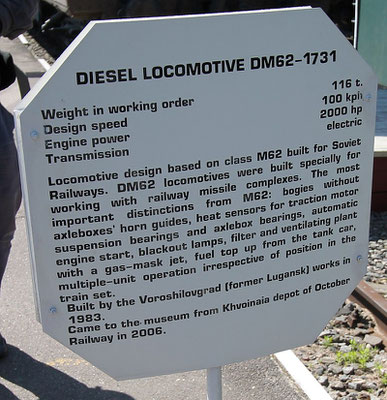 DIESEL LOCOMOTIVE DM62-1731
Weight in working order 116 t.
Design speed 100 kph
Engine power 2000 hp
Transmission electric
Locomotive design based on class M62 built for Soviet
Railways. DM62 locomotives were built specially for
working with railway missile complexes. The most
important distinctions from M62: bogies without
axleboxes' horn guides, heat sensors for traction motor
suspension bearings and axlebox bearings, automatic
engine start, blackout lamps, filter and ventilating plant
with a gas-mask jet, fuel top up from the tank car,
multiple-unit operation irrespective of position in the
train set.
Built by the Voroshilovgrad (former Lugansk) works in
1983.
Came to the museum from Khvoinaia depot of October
Railway in 2006.